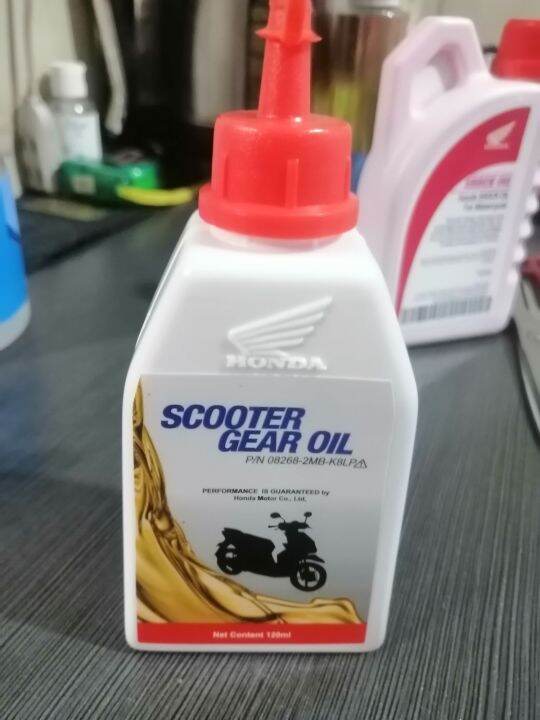 HONDA
SCOOTER
GEAR OIL
P/N 08268-2MB-K8LPA
PERFORMANCE IS GUARANTEED by
Honda Motor Co., Ltd.
Net Content 120ml